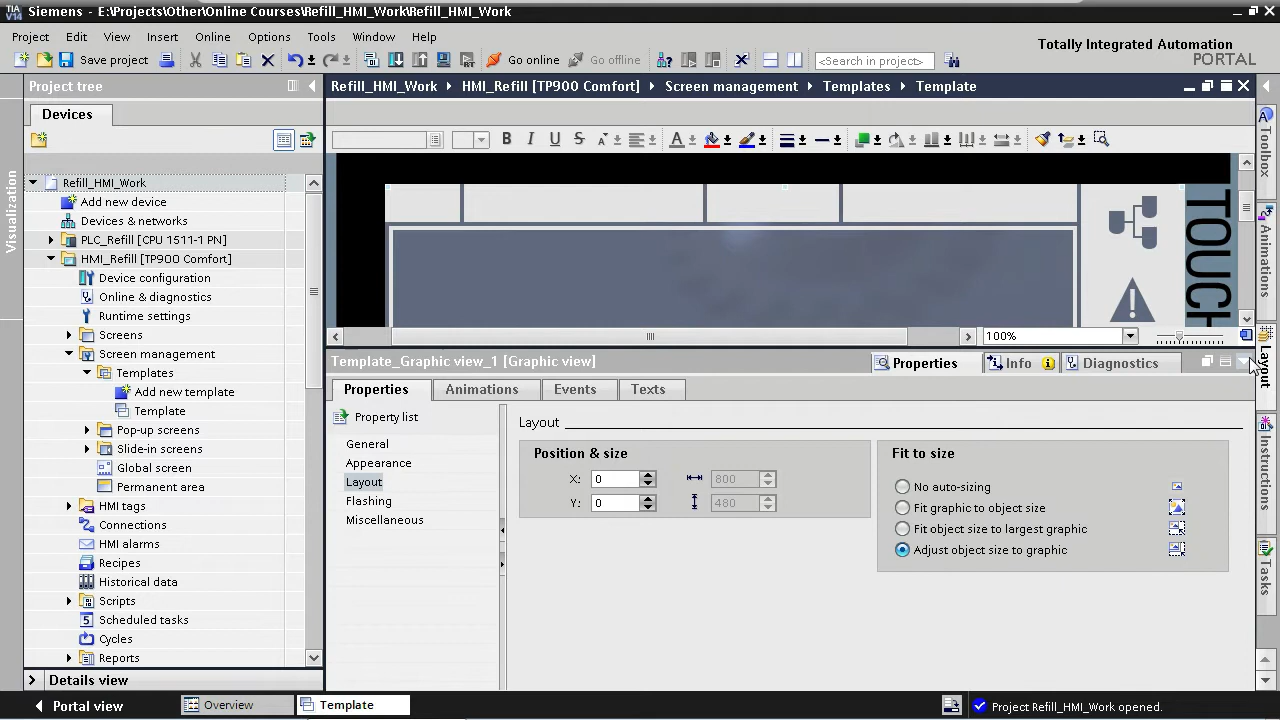 TIA
V14
Siemens - E:\Projects\Other\Online Courses\Refill_HMI_Work\Refill_HMI_Work
Project Edit View Insert Online Options Tools Window Help
Totally Integrated Automation
PORTAL
Save project
Go online
Go offline
<Search in project>
Project tree
Refill_HMI_Work HMI_Refill [TP900 Comfort] Screen management Templates Template
Devices
Visualization
Refill_HMI_Work
Add new device
Devices & networks
PLC_Refill [CPU 1511-1 PN]
HMI_Refill [TP900 Comfort]
Device configuration
Online & diagnostics
Runtime settings
Screens
Screen management
Templates
Add new template
Template
Pop-up screens
Slide-in screens
Global screen
Permanent area
HMI tags
Connections
HMI alarms
Recipes
Historical data
Scripts
Scheduled tasks
Cycles
Reports
Details view
B I U S A A
TOUCH
100%
Template_Graphic view_1 [Graphic view]
Properties Info Diagnostics
Properties Animations Events Texts
Property list
General
Appearance
Layout
Flashing
Miscellaneous
Layout
Position & size
X: 0 800
Y: 0 480
Fit to size
No auto-sizing
Fit graphic to object size
Fit object size to largest graphic
Adjust object size to graphic
Toolbox
Animations
Layout
Instructions
Tasks
Portal view
Overview
Template
Project Refill_HMI_Work opened.